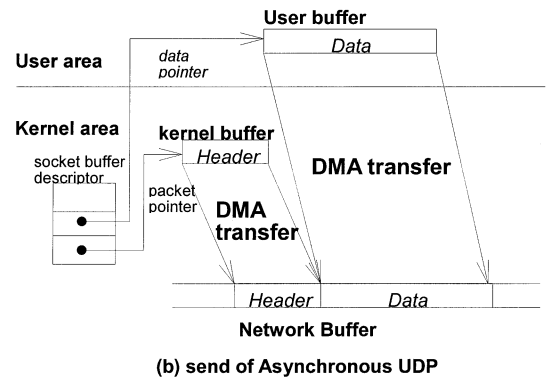 User buffer
Data
User area
data
pointer
Kernel area
kernel buffer
socket buffer
descriptor
Header
packet
pointer
DMA transfer
DMA
transfer
Header
Data
Network Buffer
(b) send of Asynchronous UDP